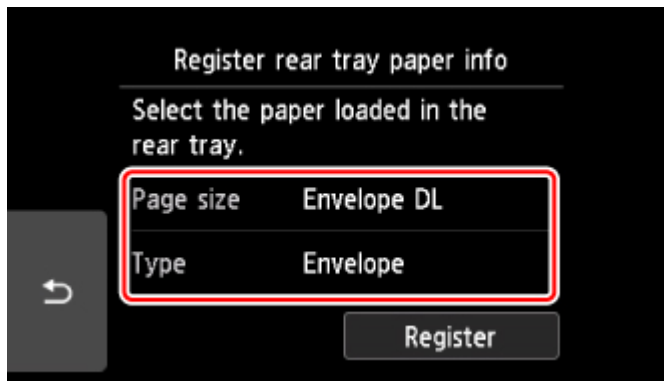 Register rear tray paper info
Select the paper loaded in the
rear tray.
Page size Envelope DL
Type Envelope
Register